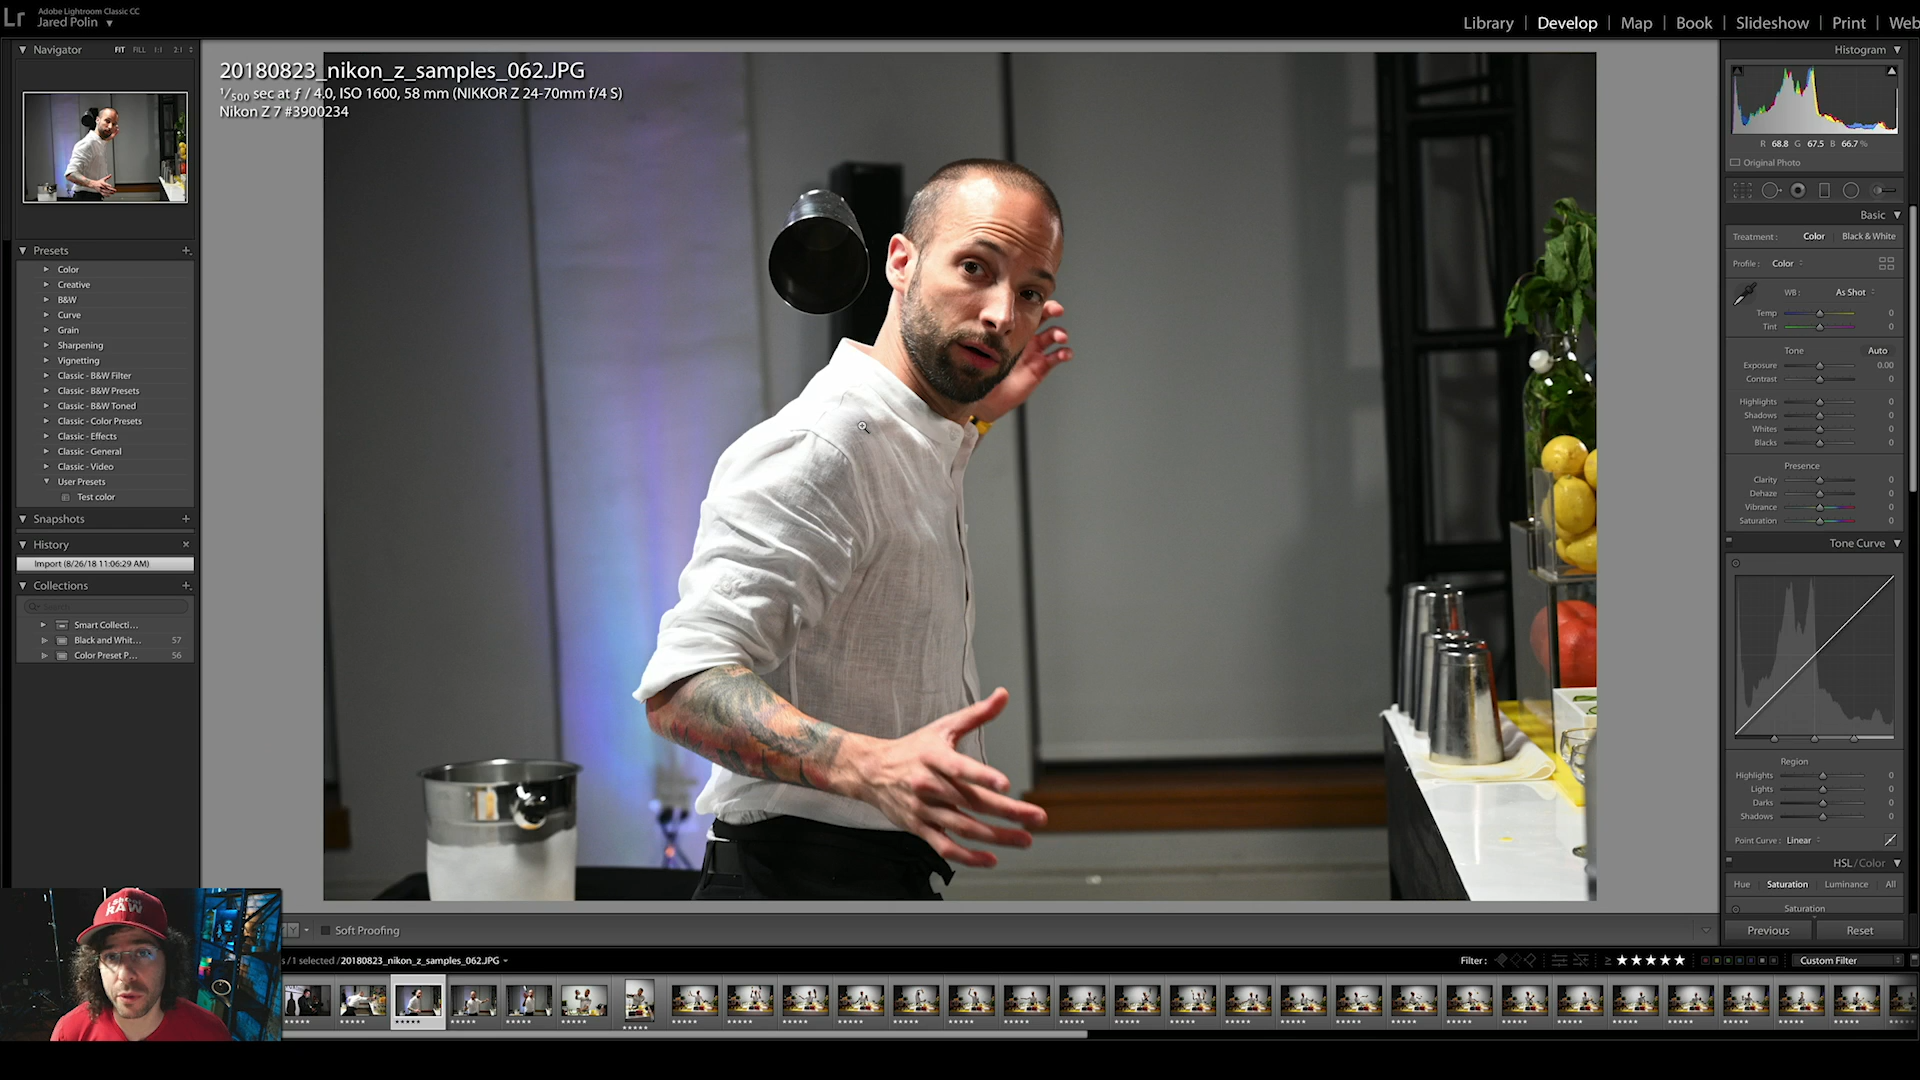 Lr
Adobe Lightroom Classic CC
Jared Polin
Library | Develop | Map | Book | Slideshow | Print | Web
Navigator FIT FILL 1:1 2:1
Presets
Color
Creative
B&W
Curve
Grain
Sharpening
Vignetting
Classic - B&W Filter
Classic - B&W Presets
Classic - B&W Toned
Classic - Color Presets
Classic - Effects
Classic - General
Classic - Video
User Presets
Test color
Snapshots
History
Import (8/26/18 11:06:29 AM)
Collections
Search
Smart Collecti...
Black and Whit... 57
Color Preset P... 56
20180823_nikon_z_samples_062.JPG
1/500 sec at ƒ / 4.0, ISO 1600, 58 mm (NIKKOR Z 24-70mm f/4 S)
Nikon Z 7 #3900234
Histogram
R 68.8 G 67.5 B 66.7 %
Original Photo
Basic
Treatment : Color Black & White
Profile : Color
WB : As Shot
Temp 0
Tint 0
Tone Auto
Exposure 0.00
Contrast 0
Highlights 0
Shadows 0
Whites 0
Blacks 0
Presence
Clarity 0
Dehaze 0
Vibrance 0
Saturation 0
Tone Curve
Region
Highlights 0
Lights 0
Darks 0
Shadows 0
Point Curve : Linear
HSL / Color
Hue Saturation Luminance All
Saturation
Previous Reset
Soft Proofing
s / 1 selected / 20180823_nikon_z_samples_062.JPG
Filter : ≥ ★★★★★ Custom Filter
I Shoot
RAW